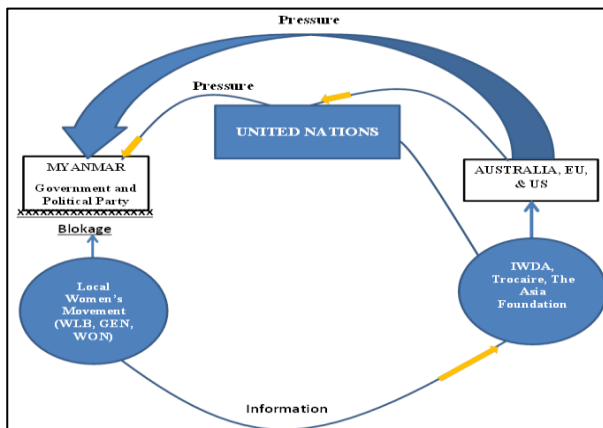 Pressure
Pressure
UNITED NATIONS
MYANMAR
Government and
Political Party
xxxxxxxxxxxxxxxxxxxxx
Blokage
AUSTRALIA, EU,
& US
Local
Women's
Movement
(WLB, GEN,
WON)
IWDA,
Trocaire, The
Asia
Foundation
Information